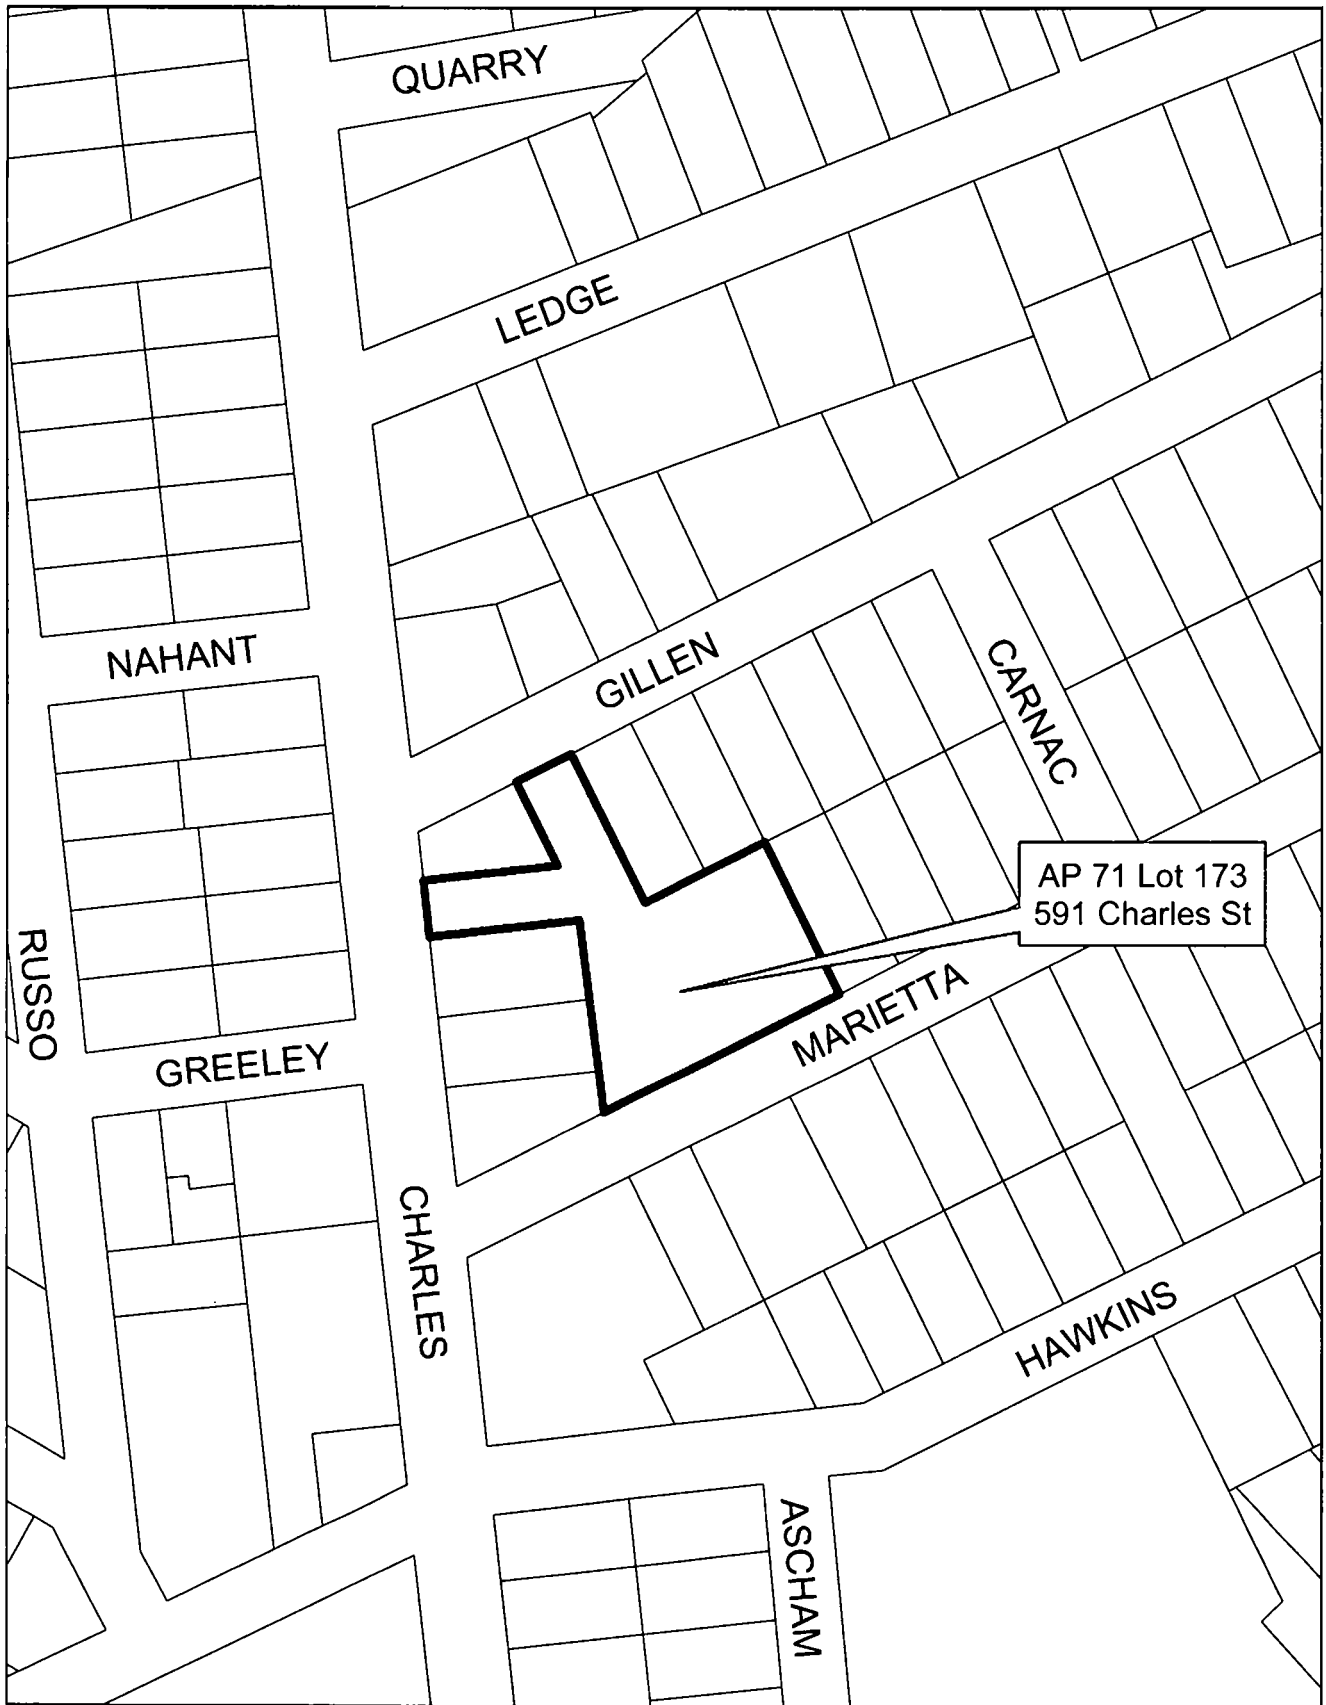 QUARRY
LEDGE
NAHANT
GILLEN
CARNAC
AP 71 Lot 173
591 Charles St
RUSSO
MARIETTA
GREELEY
CHARLES
HAWKINS
ASCHAM